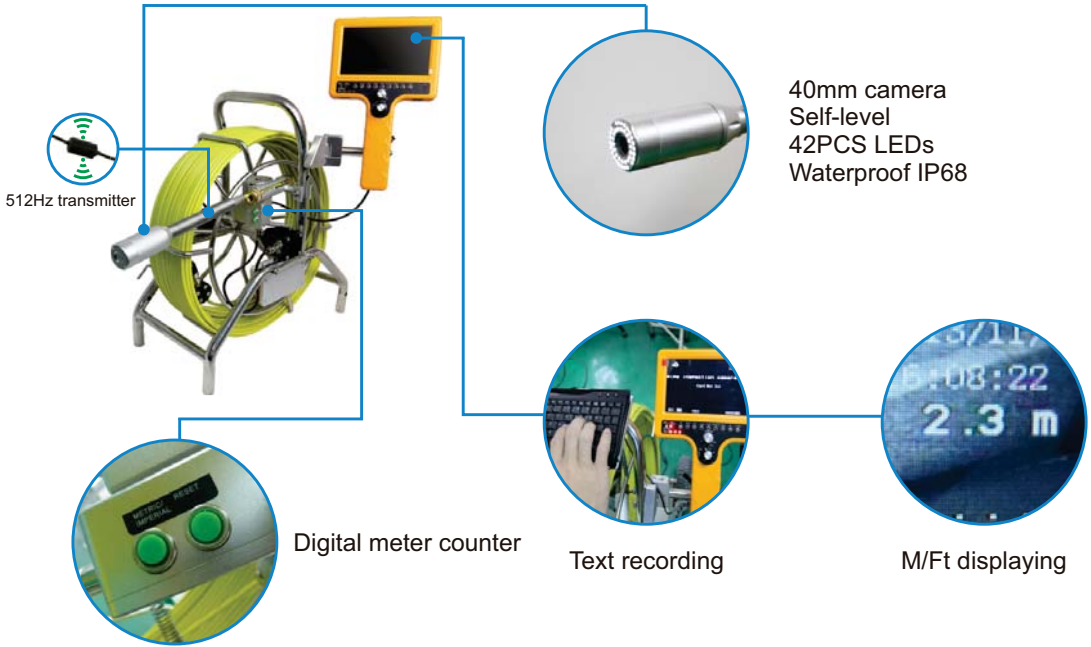 40mm camera
Self-level
42PCS LEDs
Waterproof IP68
512Hz transmitter
METRIC/ RESET
IMPERIAL
Digital meter counter
Text recording
:08:22
2.3 m
M/Ft displaying